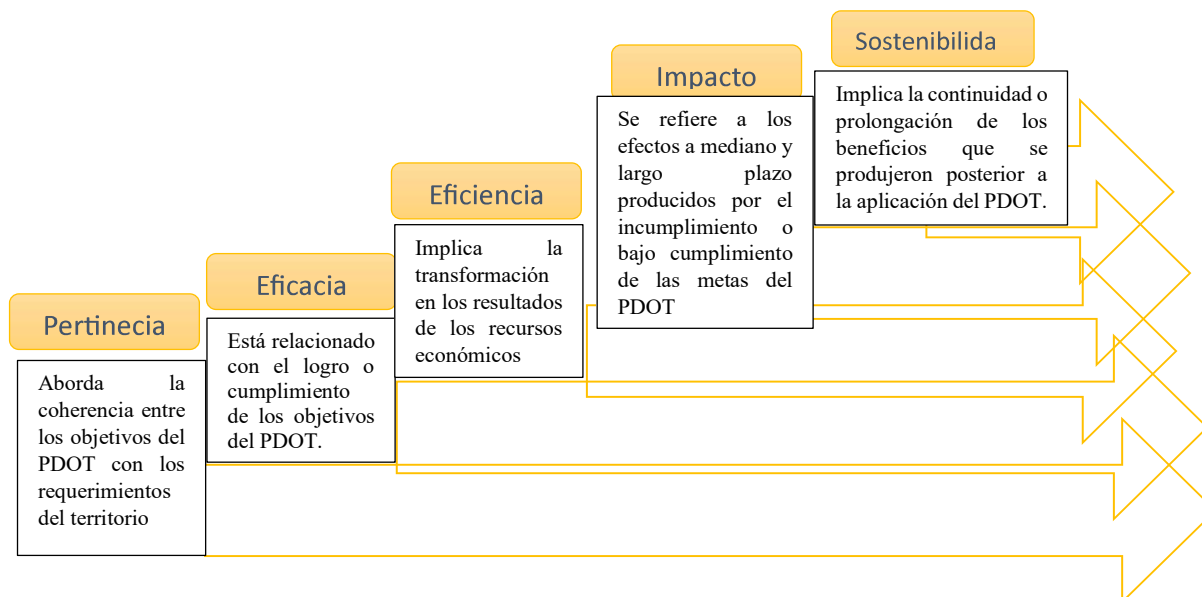 Pertinecia
Aborda la
coherencia entre
los objetivos del
PDOT con los
requerimientos
del territorio
Eficacia
Está relacionado
con el logro o
cumplimiento
de los objetivos
del PDOT.
Eficiencia
Implica la
transformación
en los resultados
de los recursos
económicos
Impacto
Se refiere a los
efectos a mediano y
largo plazo
producidos por el
incumplimiento o
bajo cumplimiento
de las metas del
PDOT
Sostenibilida
Implica la continuidad o
prolongación de los
beneficios que se
produjeron posterior a
la aplicación del PDOT.